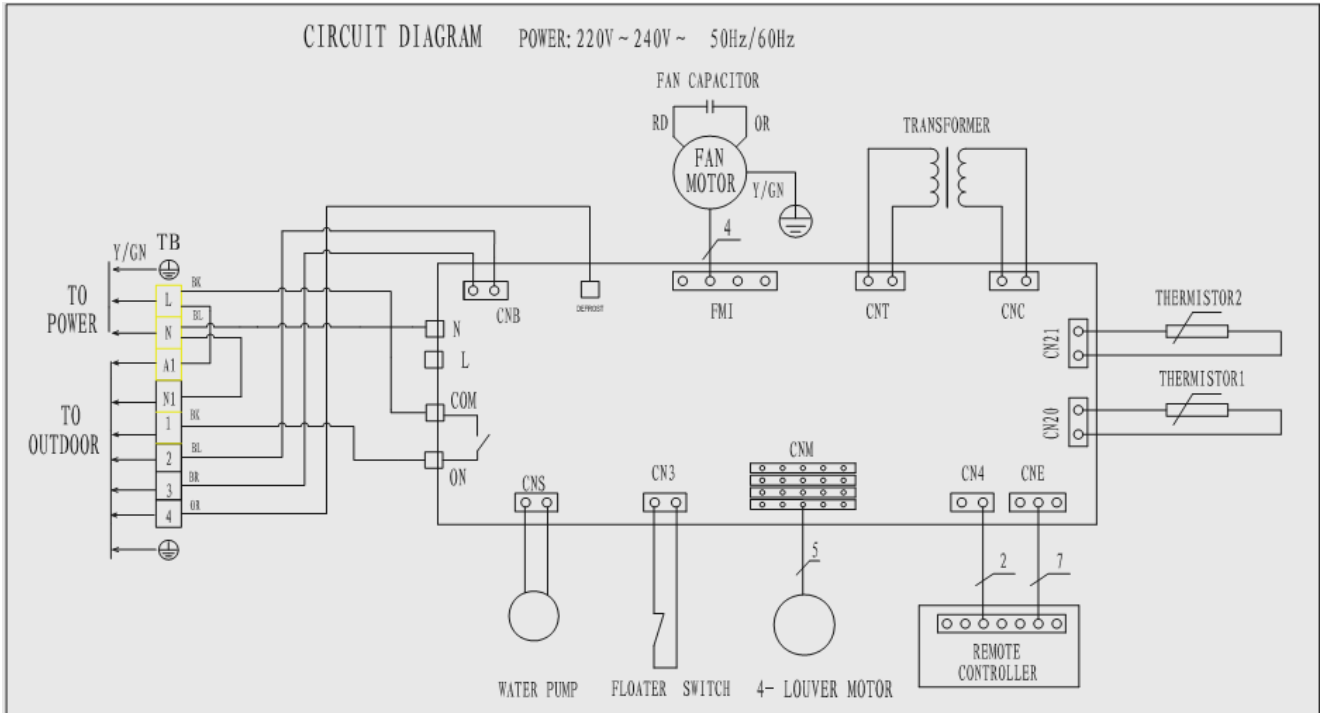 CIRCUIT DIAGRAM POWER: 220V ~ 240V ~ 50Hz/60Hz
FAN CAPACITOR
RD OR
FAN
MOTOR
Y/GN
4
TRANSFORMER
Y/GN TB
TO
POWER
L
BK
BL
N
A1
N1
TO
OUTDOOR
1
BK
2
BL
3
BR
4
OR
CNB
DEFROST
FMI
CNT
CNC
N
L
COM
ON
CN21
THERMISTOR2
CN20
THERMISTOR1
CNS
CN3
CNM
CN4
CNE
5
2
7
WATER PUMP
FLOATER SWITCH
4- LOUVER MOTOR
REMOTE
CONTROLLER